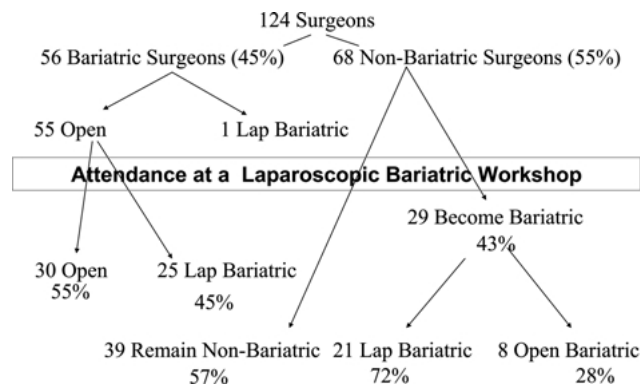 124 Surgeons
56 Bariatric Surgeons (45%)
68 Non-Bariatric Surgeons (55%)
55 Open
1 Lap Bariatric
Attendance at a Laparoscopic Bariatric Workshop
29 Become Bariatric
43%
30 Open
55%
25 Lap Bariatric
45%
39 Remain Non-Bariatric
57%
21 Lap Bariatric
72%
8 Open Bariatric
28%